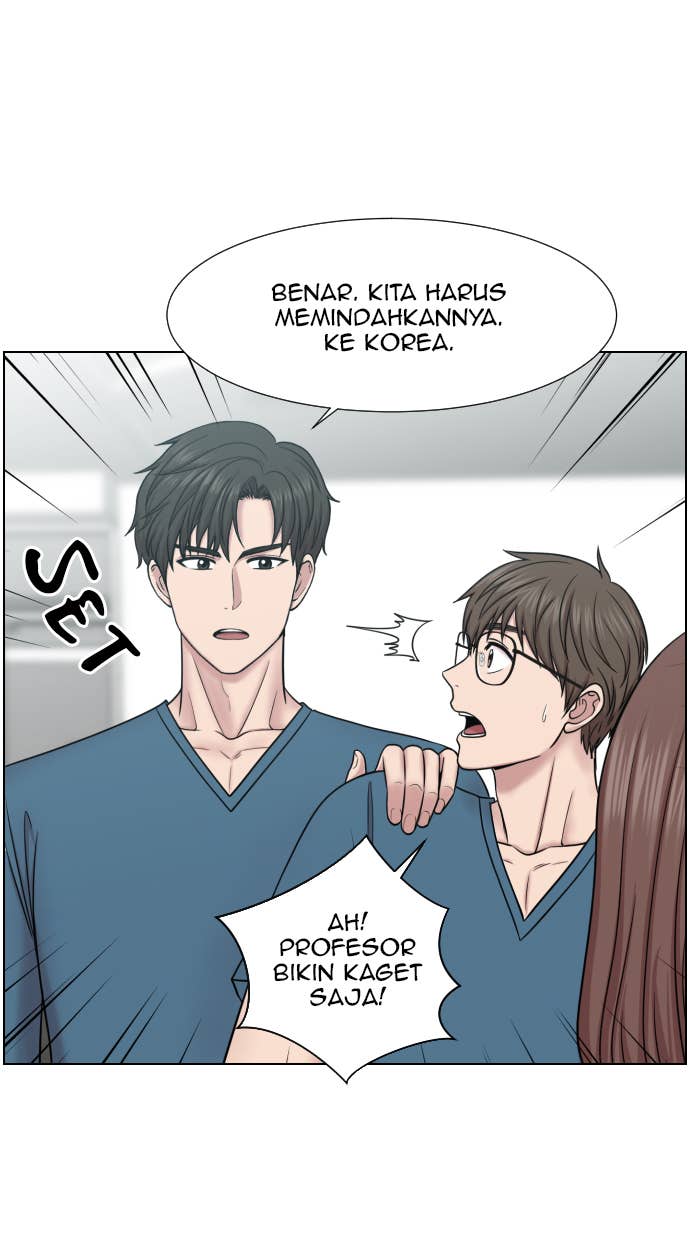 BENAR, KITA HARUS
MEMINDAHKANNYA.
KE KOREA.
SET
AH!
PROFESOR
BIKIN KAGET
SAJA!